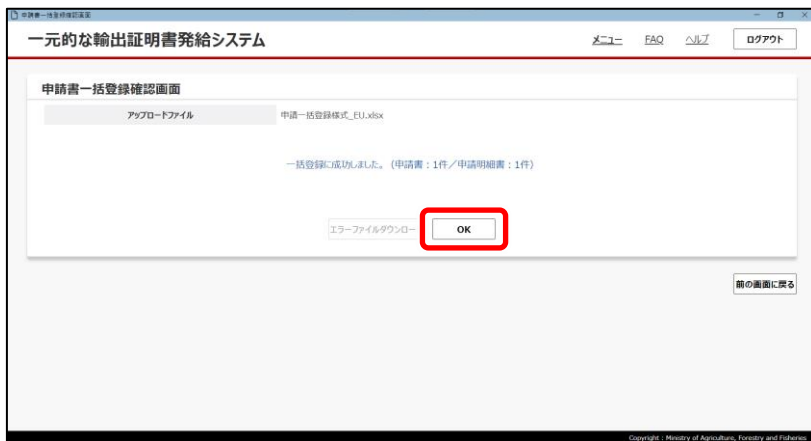 申請書一括登録確認画面
一元的な輸出証明書発給システム
メニュー FAQ ヘルプ ログアウト
申請書一括登録確認画面
アップロードファイル 申請一括登録様式_EU.xlsx
一括登録に成功しました。(申請書:1件/申請明細書:1件)
エラーファイルダウンロー OK
前の画面に戻る
Copyright : Ministry of Agriculture, Forestry and Fisheries